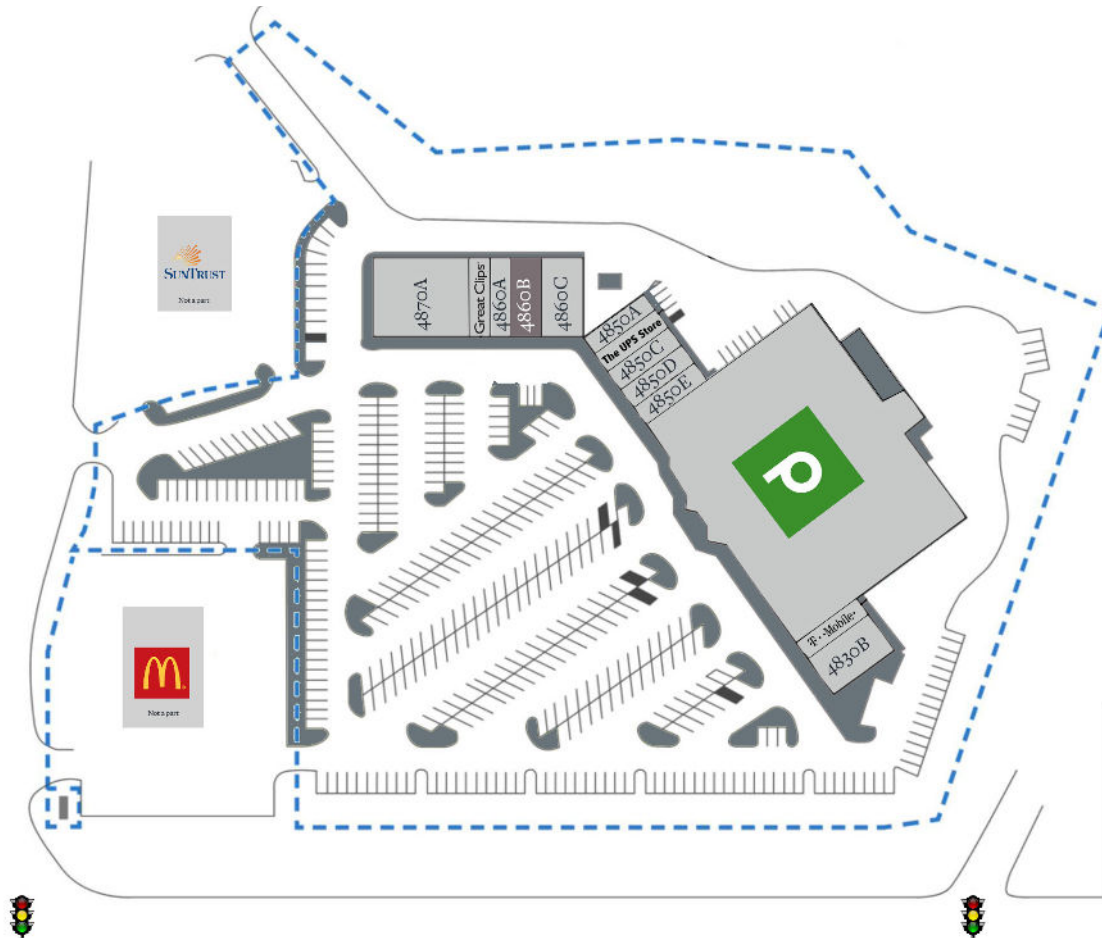 SUNTRUST
Not a part
4870A
Great Clips
4860A
4860B
4860C
4850A
The UPS Store
4850C
4850D
4850E
P
T··Mobile·
4830B
M
Not a part